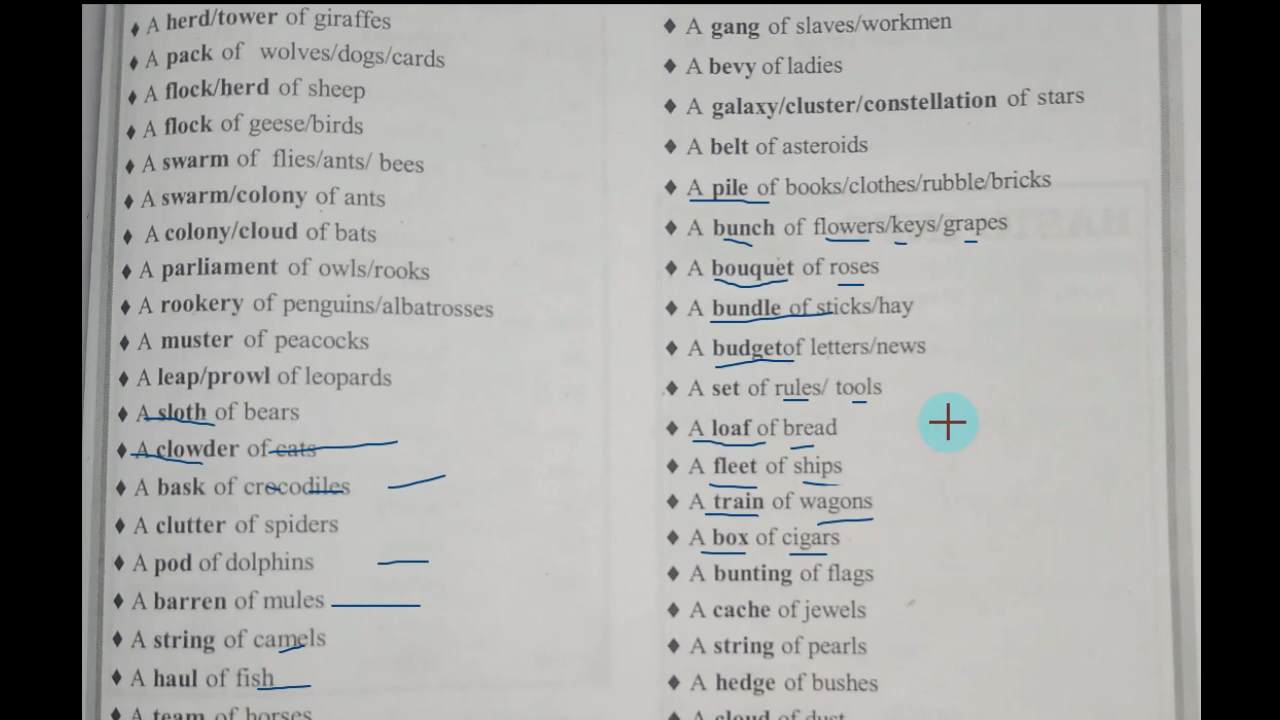 ♦ A herd/tower of giraffes
♦ A pack of wolves/dogs/cards
♦ A flock/herd of sheep
♦ A flock of geese/birds
♦ A swarm of flies/ants/ bees
♦ A swarm/colony of ants
♦ A colony/cloud of bats
♦ A parliament of owls/rooks
♦ A rookery of penguins/albatrosses
♦ A muster of peacocks
♦ A leap/prowl of leopards
♦ A sloth of bears
♦ A clowder of cats
♦ A bask of crocodiles
♦ A clutter of spiders
♦ A pod of dolphins
♦ A barren of mules
♦ A string of camels
♦ A haul of fish
♦ A team of horses
♦ A gang of slaves/workmen
♦ A bevy of ladies
♦ A galaxy/cluster/constellation of stars
♦ A belt of asteroids
♦ A pile of books/clothes/rubble/bricks
♦ A bunch of flowers/keys/grapes
♦ A bouquet of roses
♦ A bundle of sticks/hay
♦ A budgetof letters/news
♦ A set of rules/ tools
♦ A loaf of bread
♦ A fleet of ships
♦ A train of wagons
♦ A box of cigars
♦ A bunting of flags
♦ A cache of jewels
♦ A string of pearls
♦ A hedge of bushes
♦ A cloud of dust